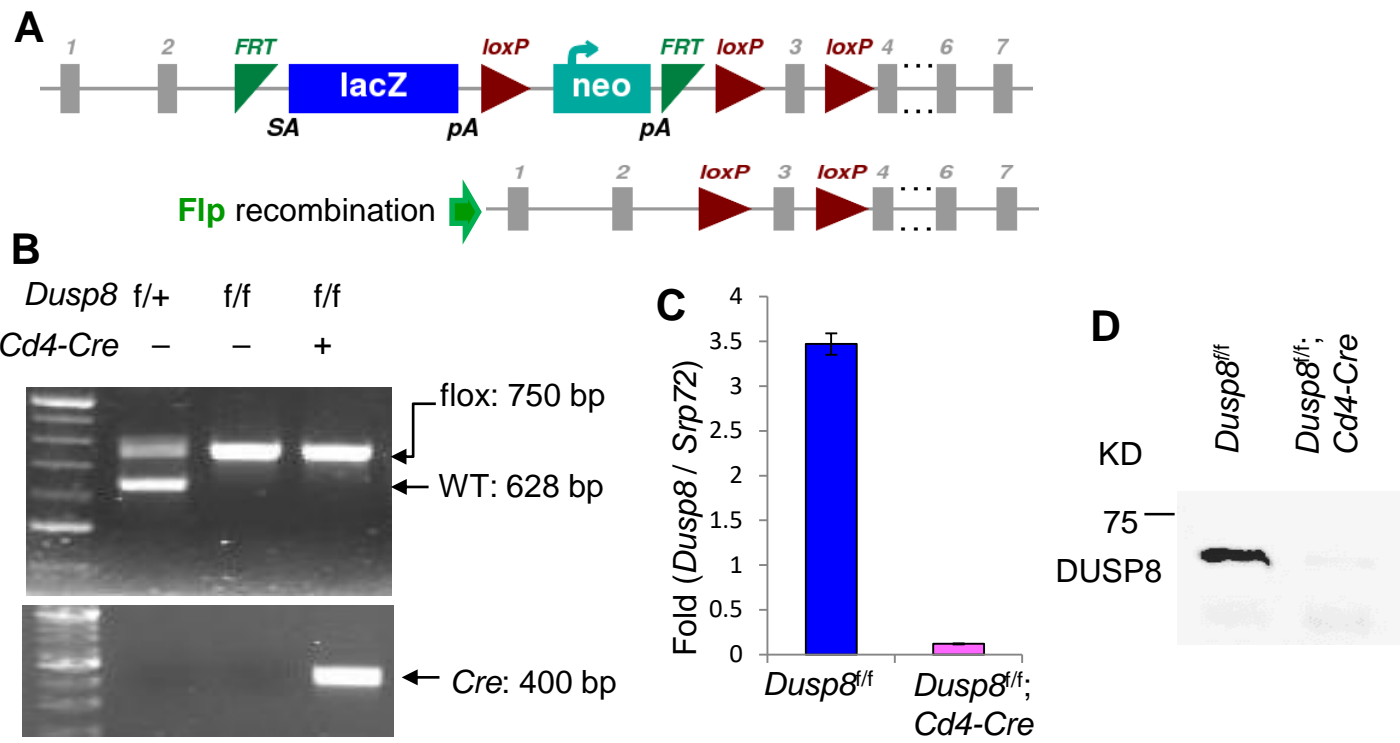 A
1 2 FRT loxP FRT loxP 3 loxP 4 6 7
lacZ neo
SA pA pA
1 2 loxP 3 loxP 4 6 7
Flp recombination
B
Dusp8 f/+ f/f f/f
Cd4-Cre – – +
flox: 750 bp
WT: 628 bp
Cre: 400 bp
C
Fold (Dusp8 / Srp72)
4
3.5
3
2.5
2
1.5
1
0.5
0
Dusp8f/f Dusp8f/f;
Cd4-Cre
D
Dusp8f/f
Dusp8f/f;
Cd4-Cre
KD
75
DUSP8